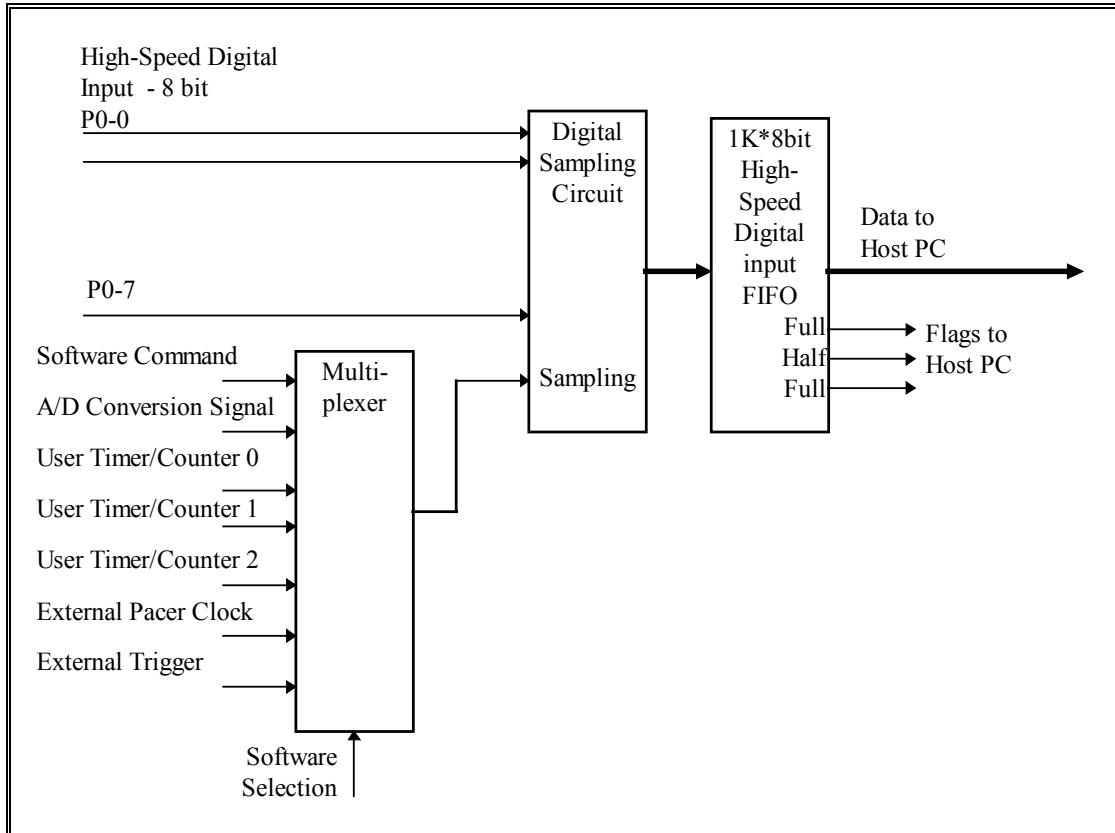 High-Speed Digital
Input - 8 bit
P0-0
P0-7
Software Command
A/D Conversion Signal
User Timer/Counter 0
User Timer/Counter 1
User Timer/Counter 2
External Pacer Clock
External Trigger
Multi-
plexer
Software
Selection
Digital
Sampling
Circuit
Sampling
1K*8bit
High-
Speed
Digital
input
FIFO
Full
Half
Full
Data to
Host PC
Flags to
Host PC